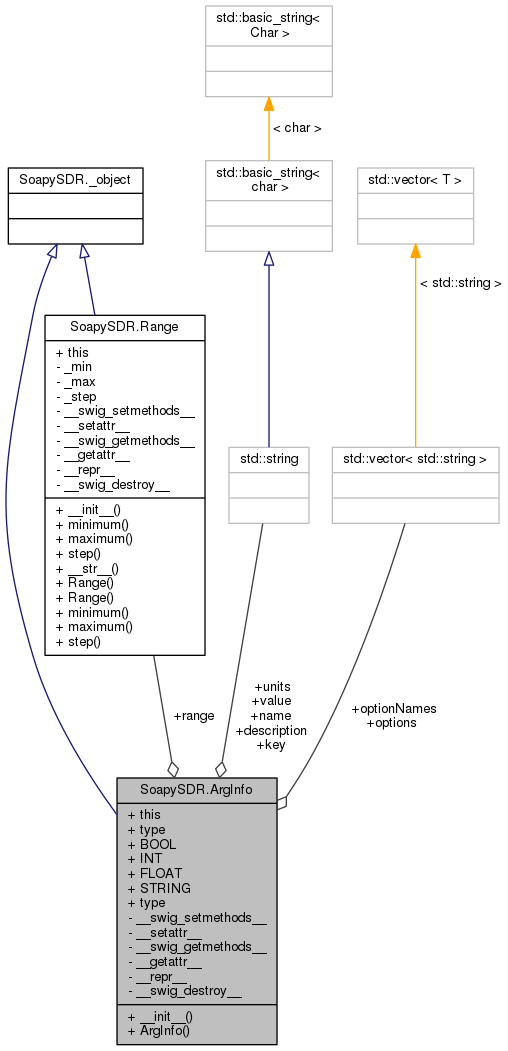 std::basic_string<
Char >
< char >
SoapySDR._object
std::basic_string<
char >
std::vector< T >
< std::string >
SoapySDR.Range
+ this
- _min
- _max
- _step
- __swig_setmethods__
- __setattr__
- __swig_getmethods__
- __getattr__
- __repr__
- __swig_destroy__
+ __init__()
+ minimum()
+ maximum()
+ step()
+ __str__()
+ Range()
+ Range()
+ minimum()
+ maximum()
+ step()
std::string
std::vector< std::string >
+range
+units
+value
+name
+description
+key
+optionNames
+options
SoapySDR.ArgInfo
+ this
+ type
+ BOOL
+ INT
+ FLOAT
+ STRING
+ type
- __swig_setmethods__
- __setattr__
- __swig_getmethods__
- __getattr__
- __repr__
- __swig_destroy__
+ __init__()
+ ArgInfo()